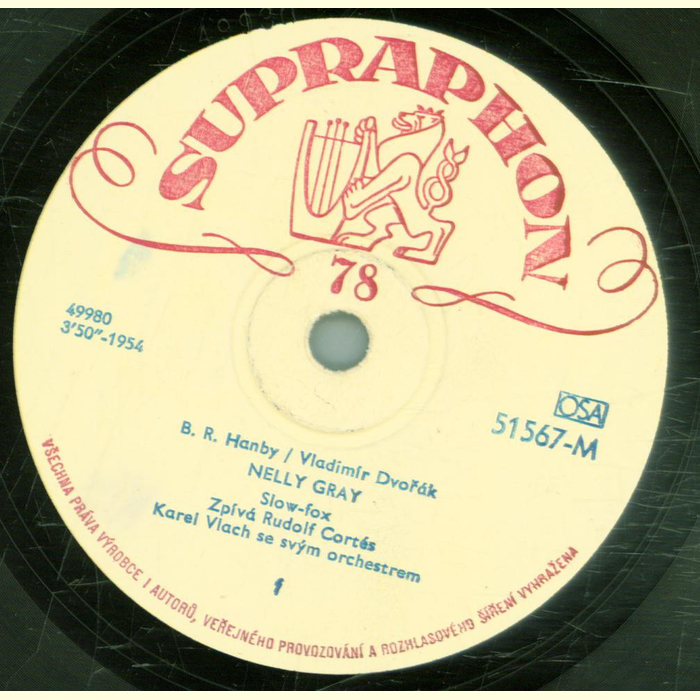 SUPRAPHON
78
49980
3'50"-1954
OSA
51567-M
B. R. Hanby / Vladimír Dvořák
NELLY GRAY
Slow-fox
Zpívá Rudolf Cortés
Karel Vlach se svým orchestrem
f
VŠECHNA PRÁVA VÝROBCE I AUTORŮ, VEŘEJNÉHO PROVOZOVÁNÍ A ROZHLASOVÉHO ŠÍŘENÍ VYHRAŽENA